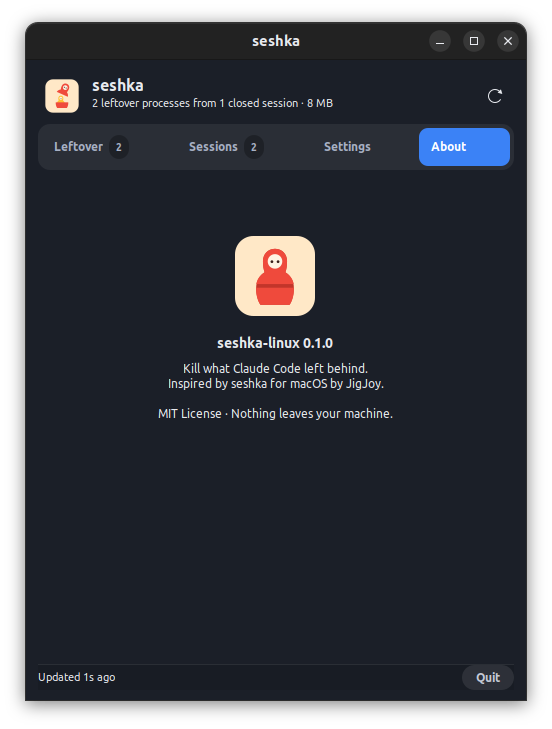 seshka
seshka
2 leftover processes from 1 closed session · 8 MB
Leftover 2 Sessions 2 Settings About
seshka-linux 0.1.0
Kill what Claude Code left behind.
Inspired by seshka for macOS by JigJoy.
MIT License · Nothing leaves your machine.
Updated 1s ago Quit